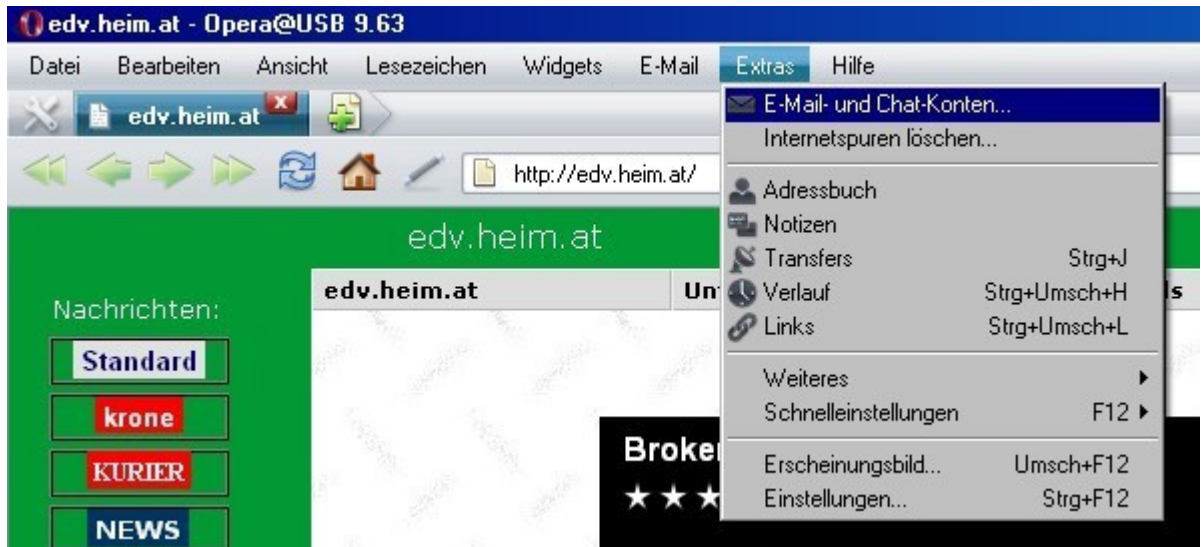 edv.heim.at - Opera@USB 9.63
Datei Bearbeiten Ansicht Lesezeichen Widgets E-Mail Extras Hilfe
edv.heim.at
http://edv.heim.at/
E-Mail- und Chat-Konten...
Internetspuren löschen...
Adressbuch
Notizen
Transfers Strg+J
Verlauf Strg+Umsch+H
Links Strg+Umsch+L
Weiteres
Schnelleinstellungen F12
Erscheinungsbild... Umsch+F12
Einstellungen... Strg+F12
edv.heim.at
edv.heim.at
Nachrichten:
Standard
krone
KURIER
NEWS